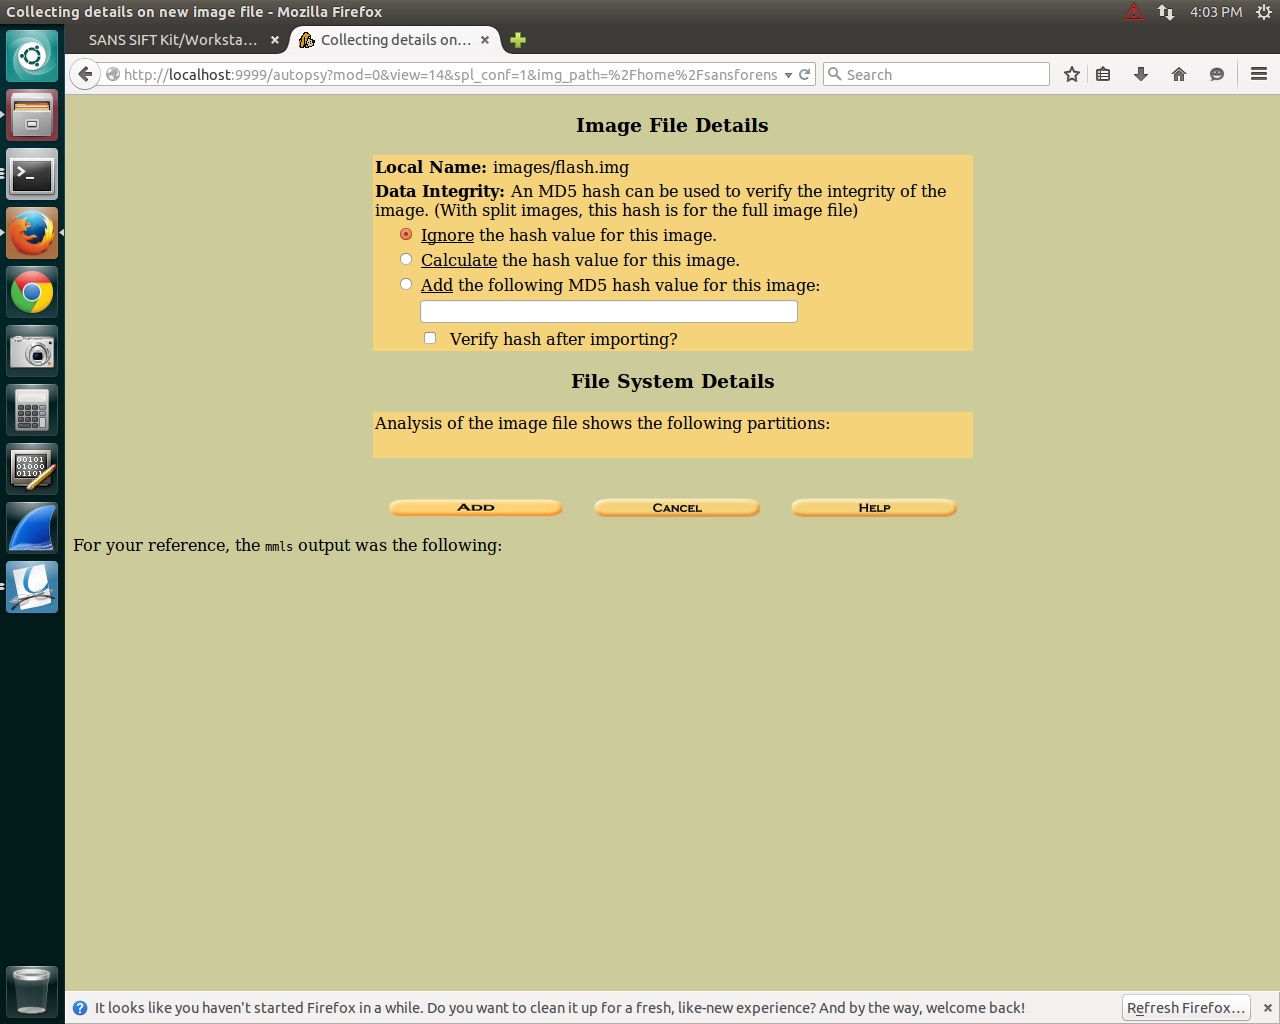 Collecting details on new image file - Mozilla Firefox
4:03 PM
SANS SIFT Kit/Worksta...
Collecting details on...
http://localhost:9999/autopsy?mod=0&view=14&spl_conf=1&img_path=%2Fhome%2Fsansforens
Search
Image File Details
Local Name: images/flash.img
Data Integrity: An MD5 hash can be used to verify the integrity of the
image. (With split images, this hash is for the full image file)
Ignore the hash value for this image.
Calculate the hash value for this image.
Add the following MD5 hash value for this image:
Verify hash after importing?
File System Details
Analysis of the image file shows the following partitions:
ADD CANCEL HELP
For your reference, the mmls output was the following:
It looks like you haven't started Firefox in a while. Do you want to clean it up for a fresh, like-new experience? And by the way, welcome back!
Refresh Firefox...